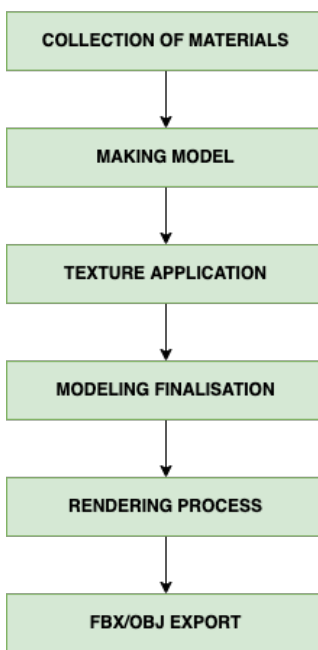 COLLECTION OF MATERIALS
MAKING MODEL
TEXTURE APPLICATION
MODELING FINALISATION
RENDERING PROCESS
FBX/OBJ EXPORT